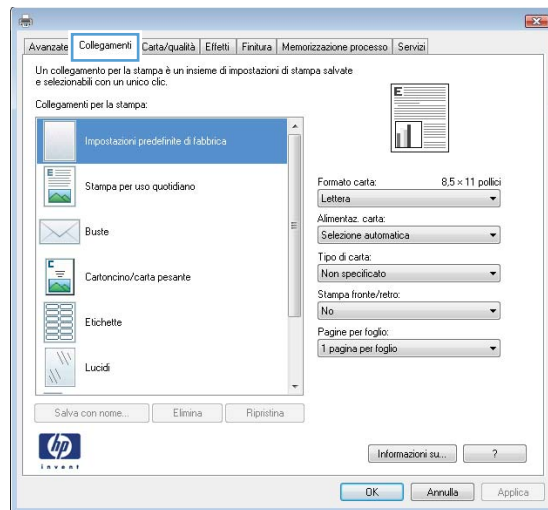 Avanzate Collegamenti Carta/qualità Effetti Finitura Memorizzazione processo Servizi
Un collegamento per la stampa è un insieme di impostazioni di stampa salvate
e selezionabili con un unico clic.
Collegamenti per la stampa:
Impostazioni predefinite di fabbrica
Stampa per uso quotidiano
Buste
Cartoncino/carta pesante
Etichette
Lucidi
E
E
C
Formato carta: 8,5 × 11 pollici
Lettera
Alimentaz. carta:
Selezione automatica
Tipo di carta:
Non specificato
Stampa fronte/retro:
No
Pagine per foglio:
1 pagina per foglio
Salva con nome... Elimina Ripristina
hp
invent
Informazioni su... ?
OK Annulla Applica